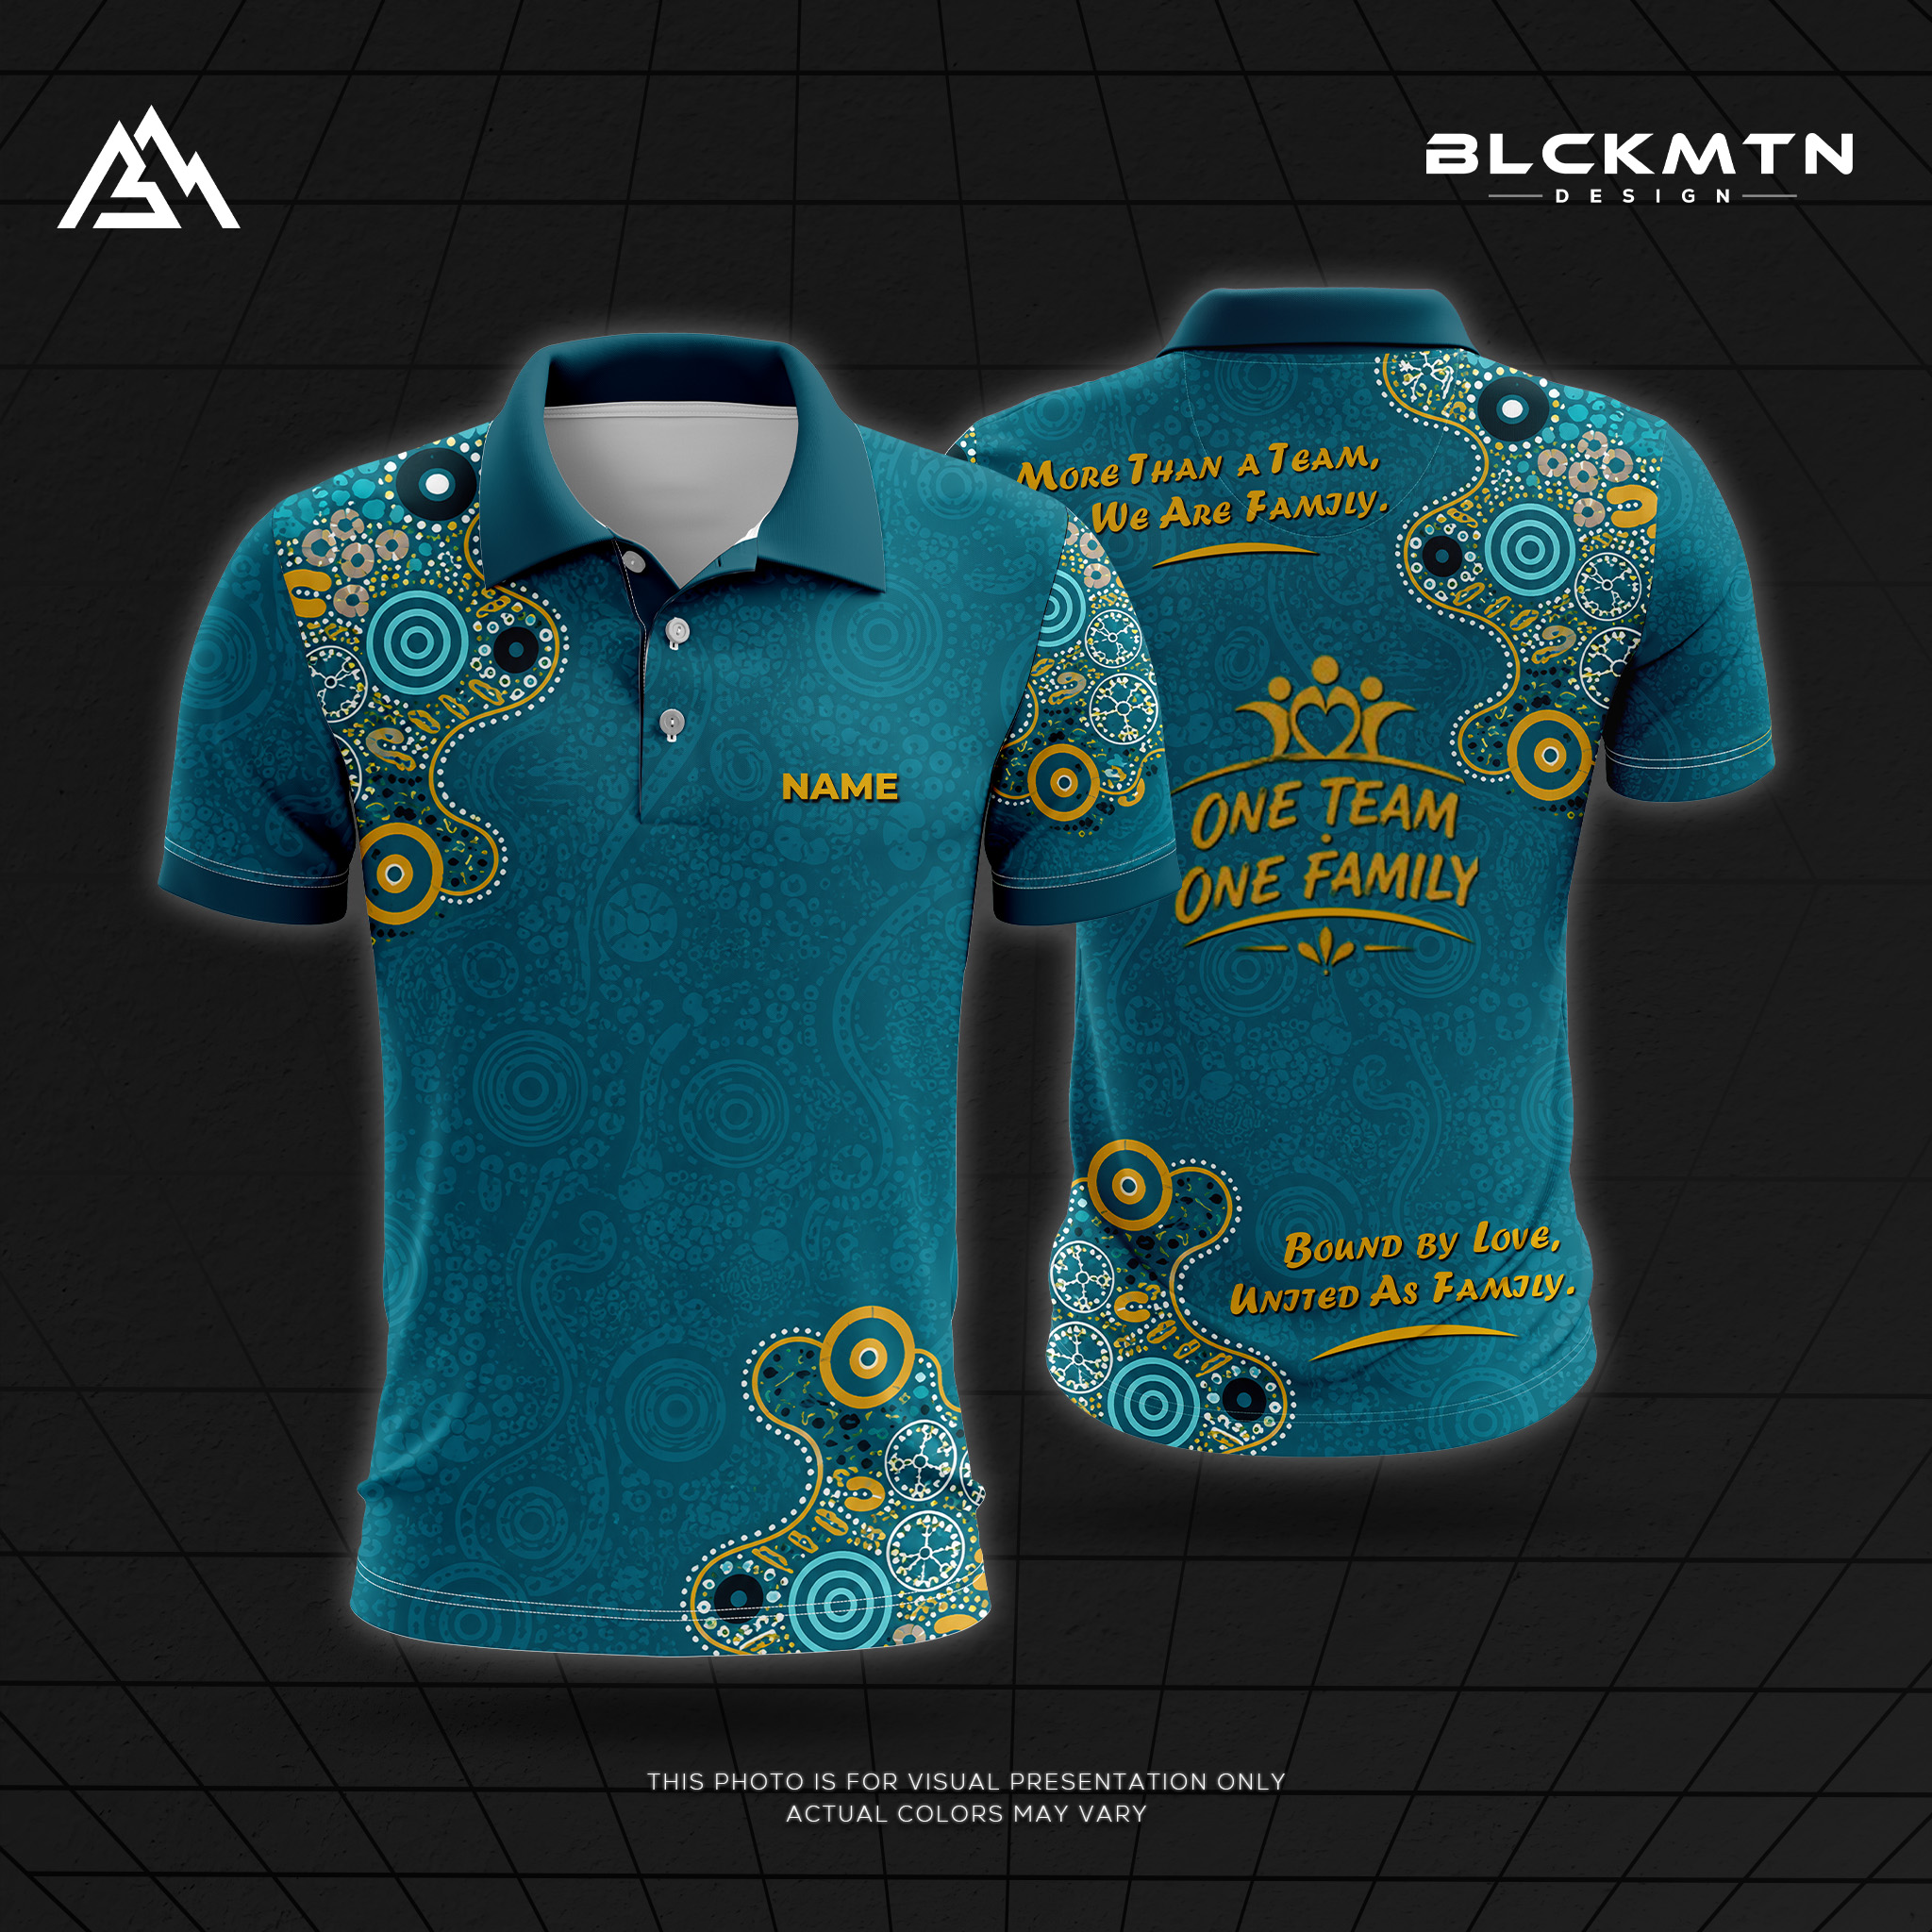 BLCKMTN
DESIGN
More Than a Team,
We Are Family.
NAME
ONE TEAM
ONE FAMILY
Bound by Love,
United As Family.
THIS PHOTO IS FOR VISUAL PRESENTATION ONLY
ACTUAL COLORS MAY VARY